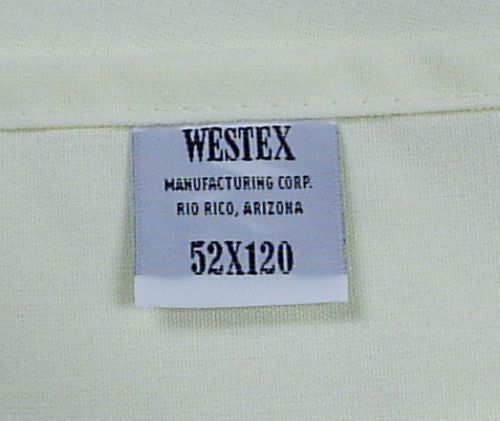 WESTEX
MANUFACTURING CORP.
RIO RICO, ARIZONA
52X120